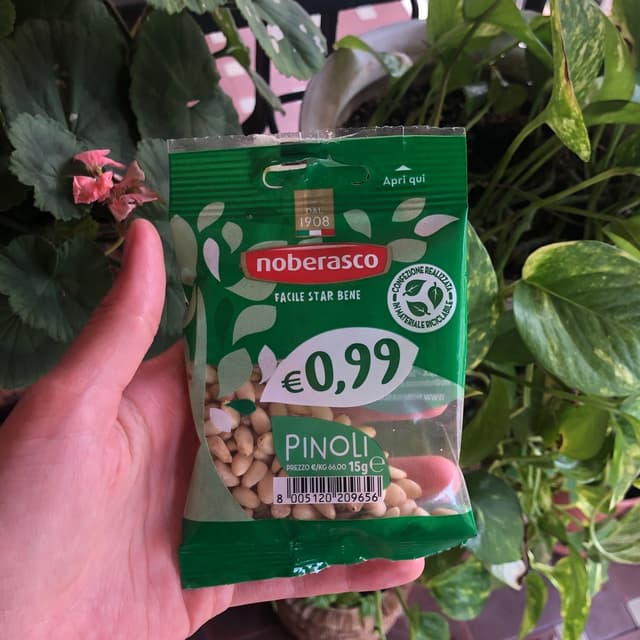 Apri qui
DAL
1908
noberasco
FACILE STAR BENE
CONFEZIONE REALIZZATA
IN MATERIALE RICICLABILE
€0,99
PINOLI
PREZZO €/KG 66,00 15g e
8 005120 209656